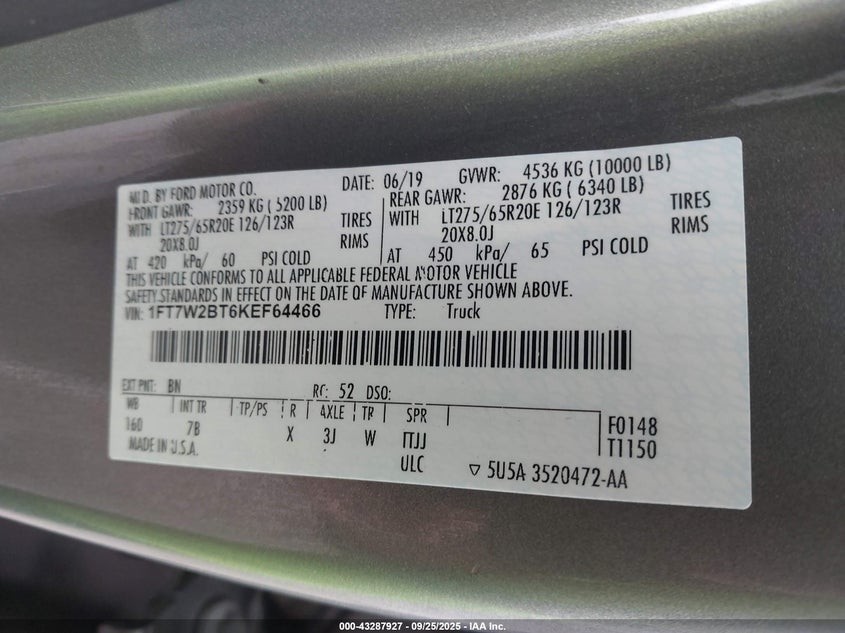 MFD. BY FORD MOTOR CO.
DATE: 06/19 GVWR: 4536 KG (10000 LB)
FRONT GAWR: 2359 KG ( 5200 LB)
WITH LT275/65R20E 126/123R TIRES
20X8.0J RIMS
AT 420 kPa/ 60 PSI COLD
REAR GAWR: 2876 KG ( 6340 LB)
WITH LT275/65R20E 126/123R TIRES
20X8.0J RIMS
AT 450 kPa/ 65 PSI COLD
THIS VEHICLE CONFORMS TO ALL APPLICABLE FEDERAL MOTOR VEHICLE
SAFETY STANDARDS IN EFFECT ON THE DATE OF MANUFACTURE SHOWN ABOVE.
VIN: 1FT7W2BT6KEF64466 TYPE: Truck
EXT PNT: BN RC: 52 DSO:
WB INT TR TP/PS R AXLE TR SPR
160 7B X 3J W ITJJ
F0148
T1150
MADE IN U.S.A.
ULC
5U5A 3520472-AA
000-43287927 - 09/25/2025 - IAA Inc.